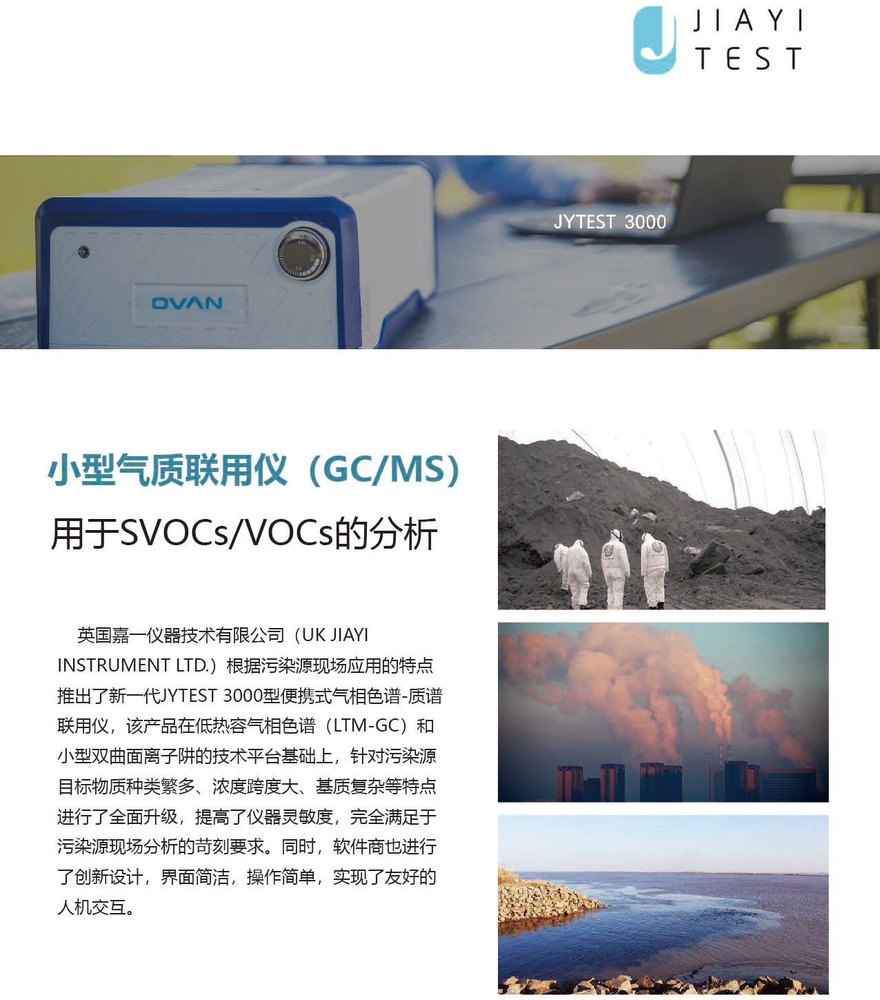 JIAYI
TEST
JYTEST 3000
OVAN
小型气质联用仪（GC/MS）
用于SVOCs/VOCs的分析
英国嘉一仪器技术有限公司（UK JIAYI
INSTRUMENT LTD.）根据污染源现场应用的特点
推出了新一代JYTEST 3000型便携式气相色谱-质谱
联用仪，该产品在低热容气相色谱（LTM-GC）和
小型双曲面离子阱的技术平台基础上，针对污染源
目标物质种类繁多、浓度跨度大、基质复杂等特点
进行了全面升级，提高了仪器灵敏度，完全满足于
污染源现场分析的苛刻要求。同时，软件商也进行
了创新设计，界面简洁，操作简单，实现了友好的
人机交互。